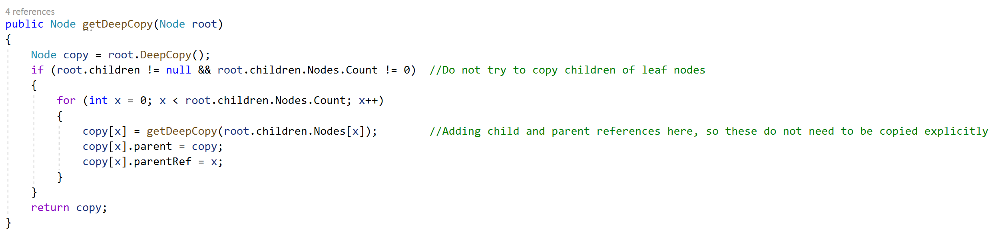 4 references
public Node getDeepCopy(Node root)
{
    Node copy = root.DeepCopy();
    if (root.children != null && root.children.Nodes.Count != 0)  //Do not try to copy children of leaf nodes
    {
        for (int x = 0; x < root.children.Nodes.Count; x++)
        {
            copy[x] = getDeepCopy(root.children.Nodes[x]);        //Adding child and parent references here, so these do not need to be copied explicitly
            copy[x].parent = copy;
            copy[x].parentRef = x;
        }
    }
    return copy;
}